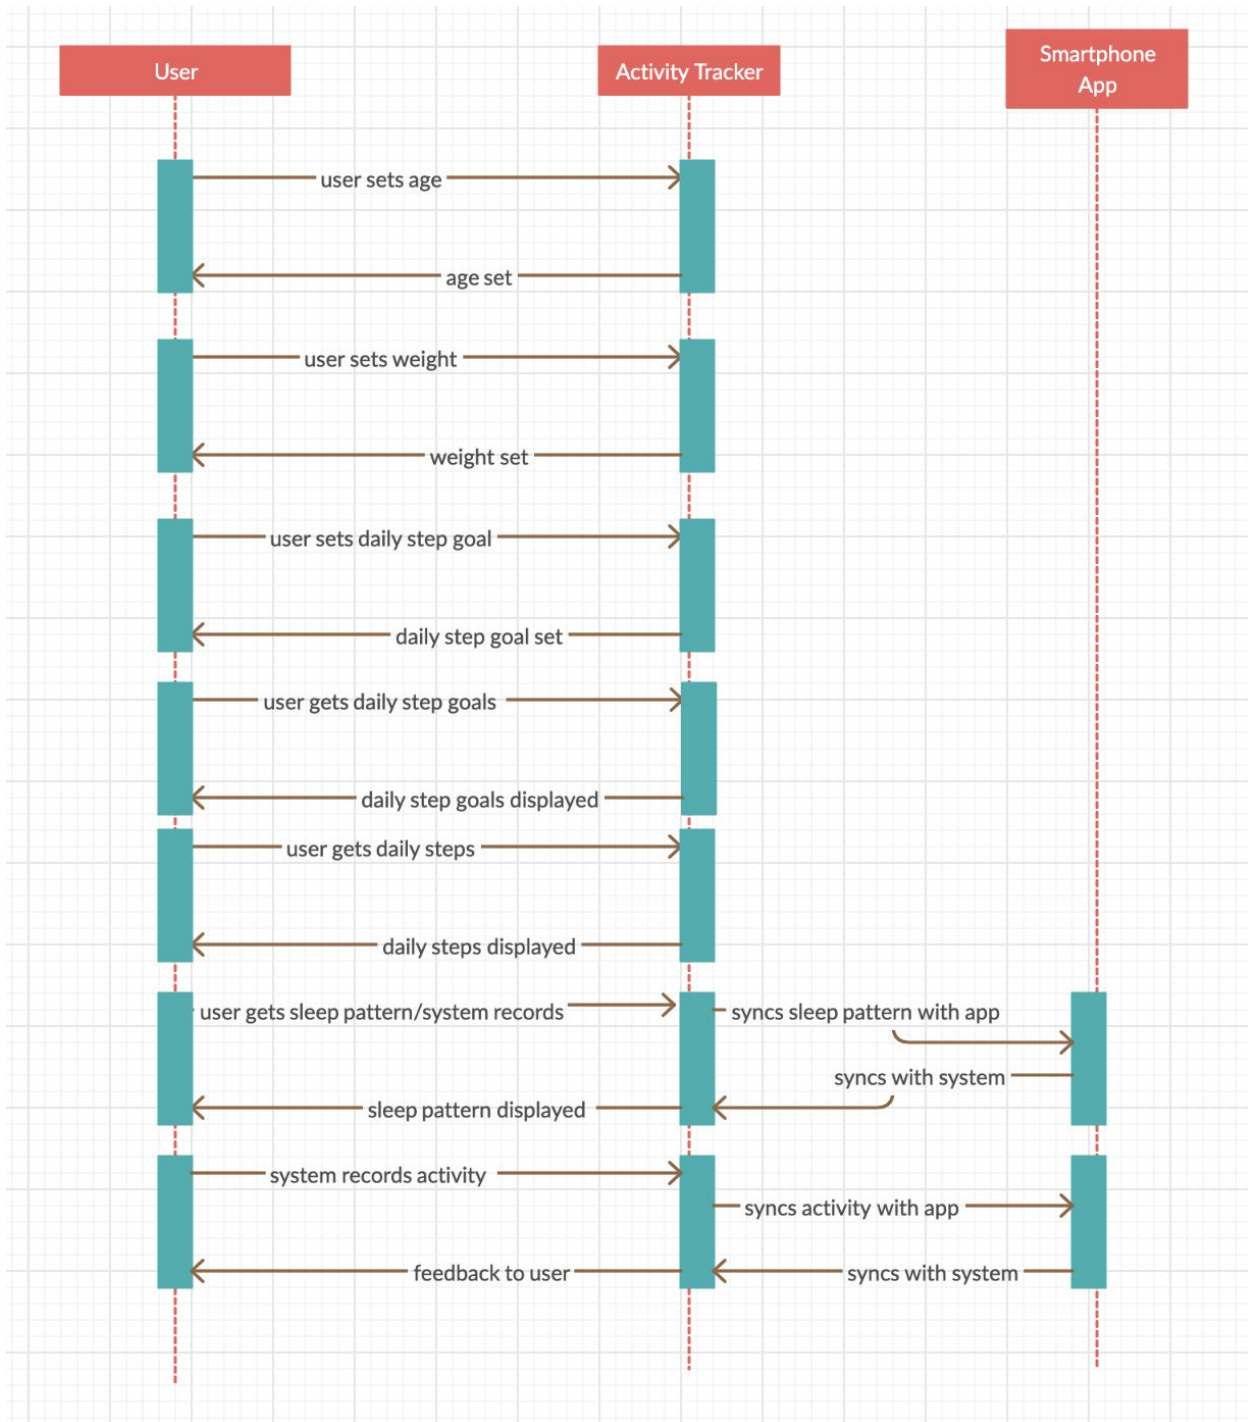 User
Activity Tracker
Smartphone
App
user sets age
age set
user sets weight
weight set
user sets daily step goal
daily step goal set
user gets daily step goals
daily step goals displayed
user gets daily steps
daily steps displayed
user gets sleep pattern/system records
syncs sleep pattern with app
syncs with system
sleep pattern displayed
system records activity
syncs activity with app
feedback to user
syncs with system